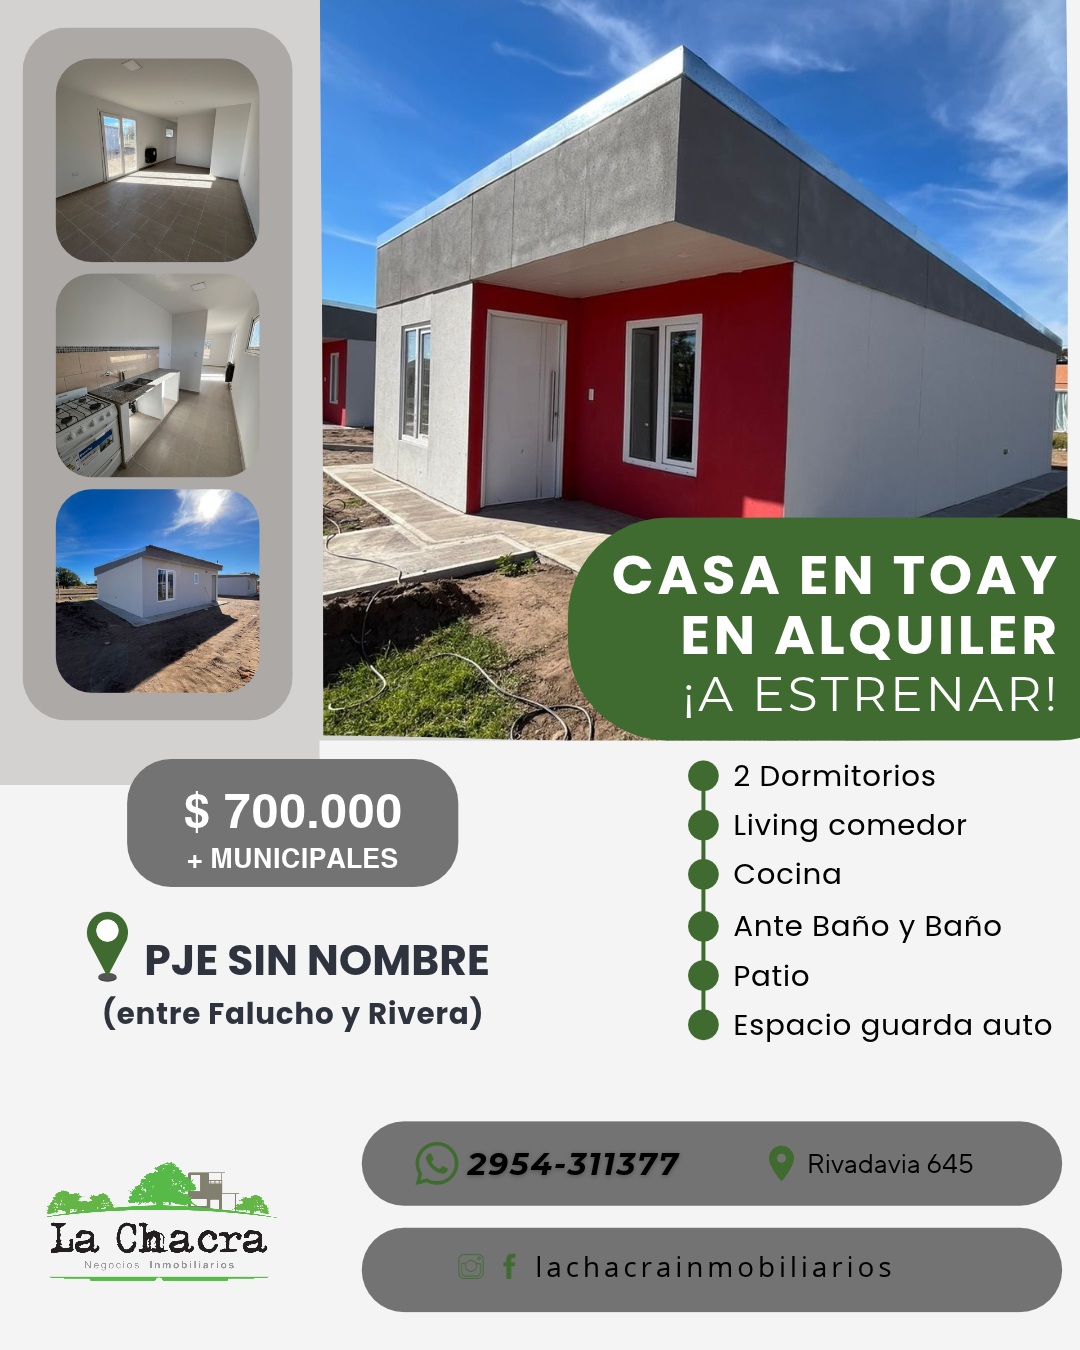 CASA EN TOAY
EN ALQUILER
¡A ESTRENAR!
$ 700.000
+ MUNICIPALES
PJE SIN NOMBRE
(entre Falucho y Rivera)
2 Dormitorios
Living comedor
Cocina
Ante Baño y Baño
Patio
Espacio guarda auto
La Chacra
Negocios Inmobiliarios
2954-311377
Rivadavia 645
lachacrainmobiliarios